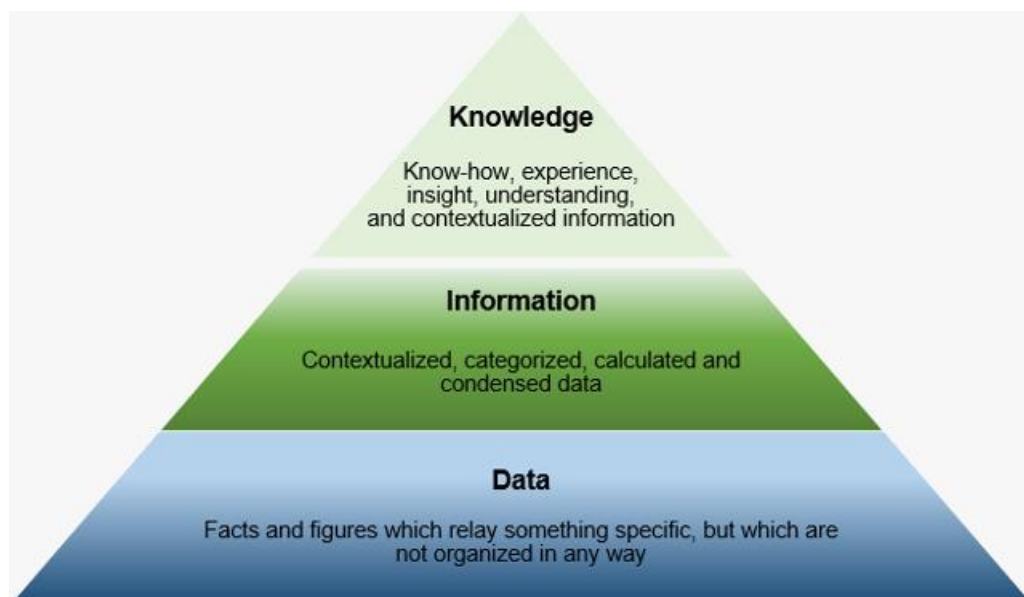 Knowledge
Know-how, experience,
insight, understanding,
and contextualized information
Information
Contextualized, categorized, calculated and
condensed data
Data
Facts and figures which relay something specific, but which are
not organized in any way